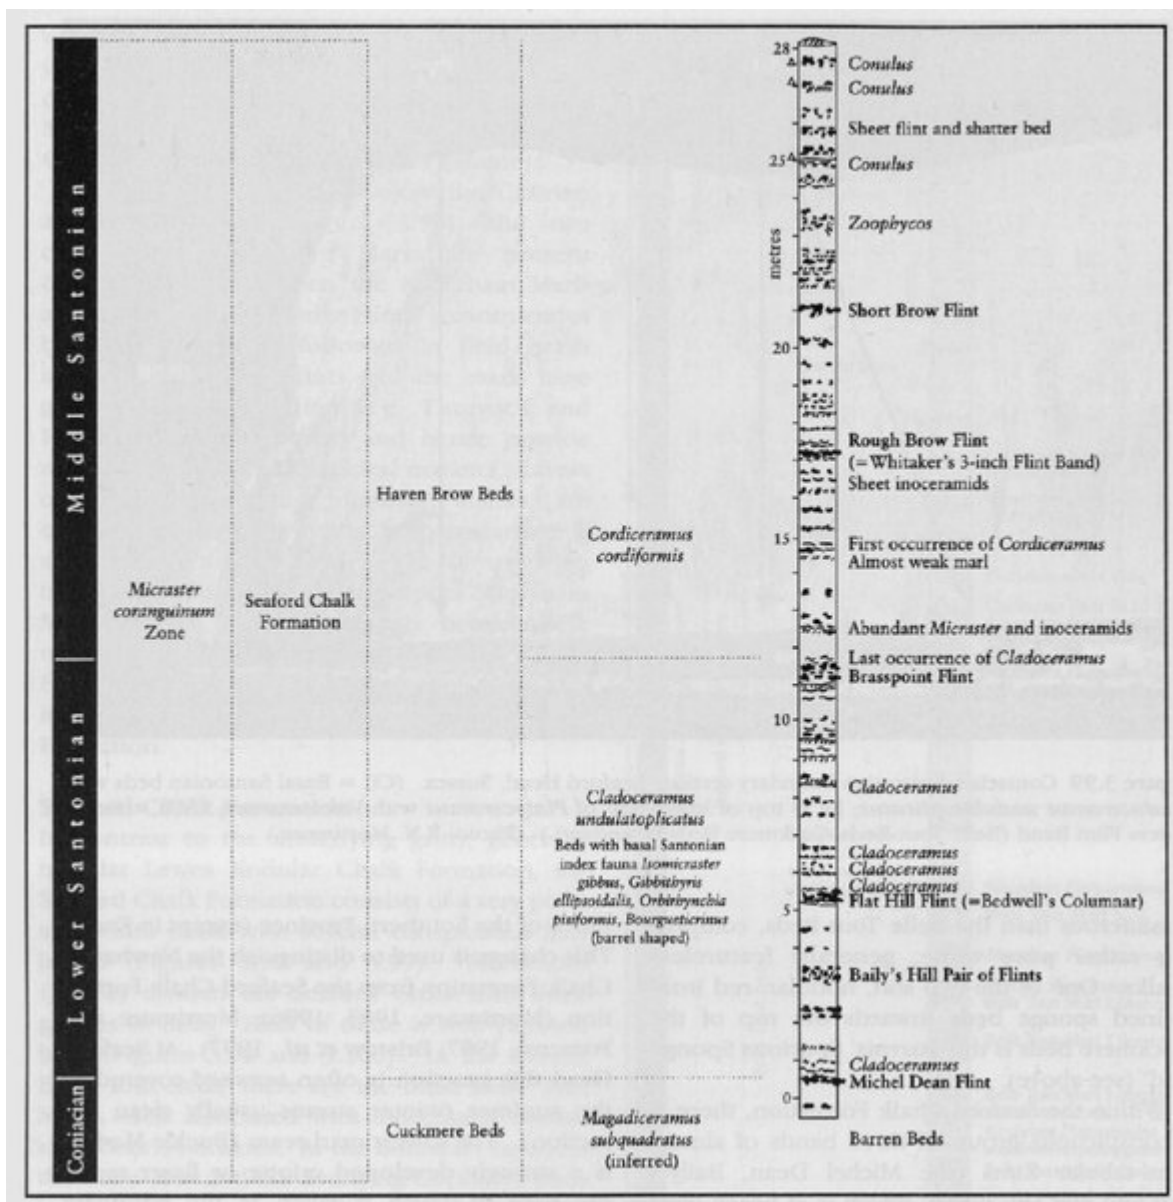 Middle Santonian
Lower Santonian
Coniacian
Micraster
coranguinum
Zone
Seaford Chalk
Formation
Haven Brow Beds
Cuckmere Beds
Cordiceramus
cordiformis
Cladoceramus
undulatoplicatus
Beds with basal Santonian
index fauna Isomicraster
gibbus, Gibbithyris
ellipsoidalis, Orbirhynchia
pisiformis, Bourgueticrinus
(barrel shaped)
Magadiceramus
subquadratus
(inferred)
metres
28
25
20
15
10
5
0
Conulus
Conulus
Sheet flint and shatter bed
Conulus
Zoophycos
Short Brow Flint
Rough Brow Flint
(= Whitaker's 3-inch Flint Band)
Sheet inoceramids
First occurrence of Cordiceramus
Almost weak marl
Abundant Micraster and inoceramids
Last occurrence of Cladoceramus
Brasspoint Flint
Cladoceramus
Cladoceramus
Cladoceramus
Cladoceramus
Flat Hill Flint (=Bedwell's Columnar)
Baily's Hill Pair of Flints
Cladoceramus
Michel Dean Flint
Barren Beds